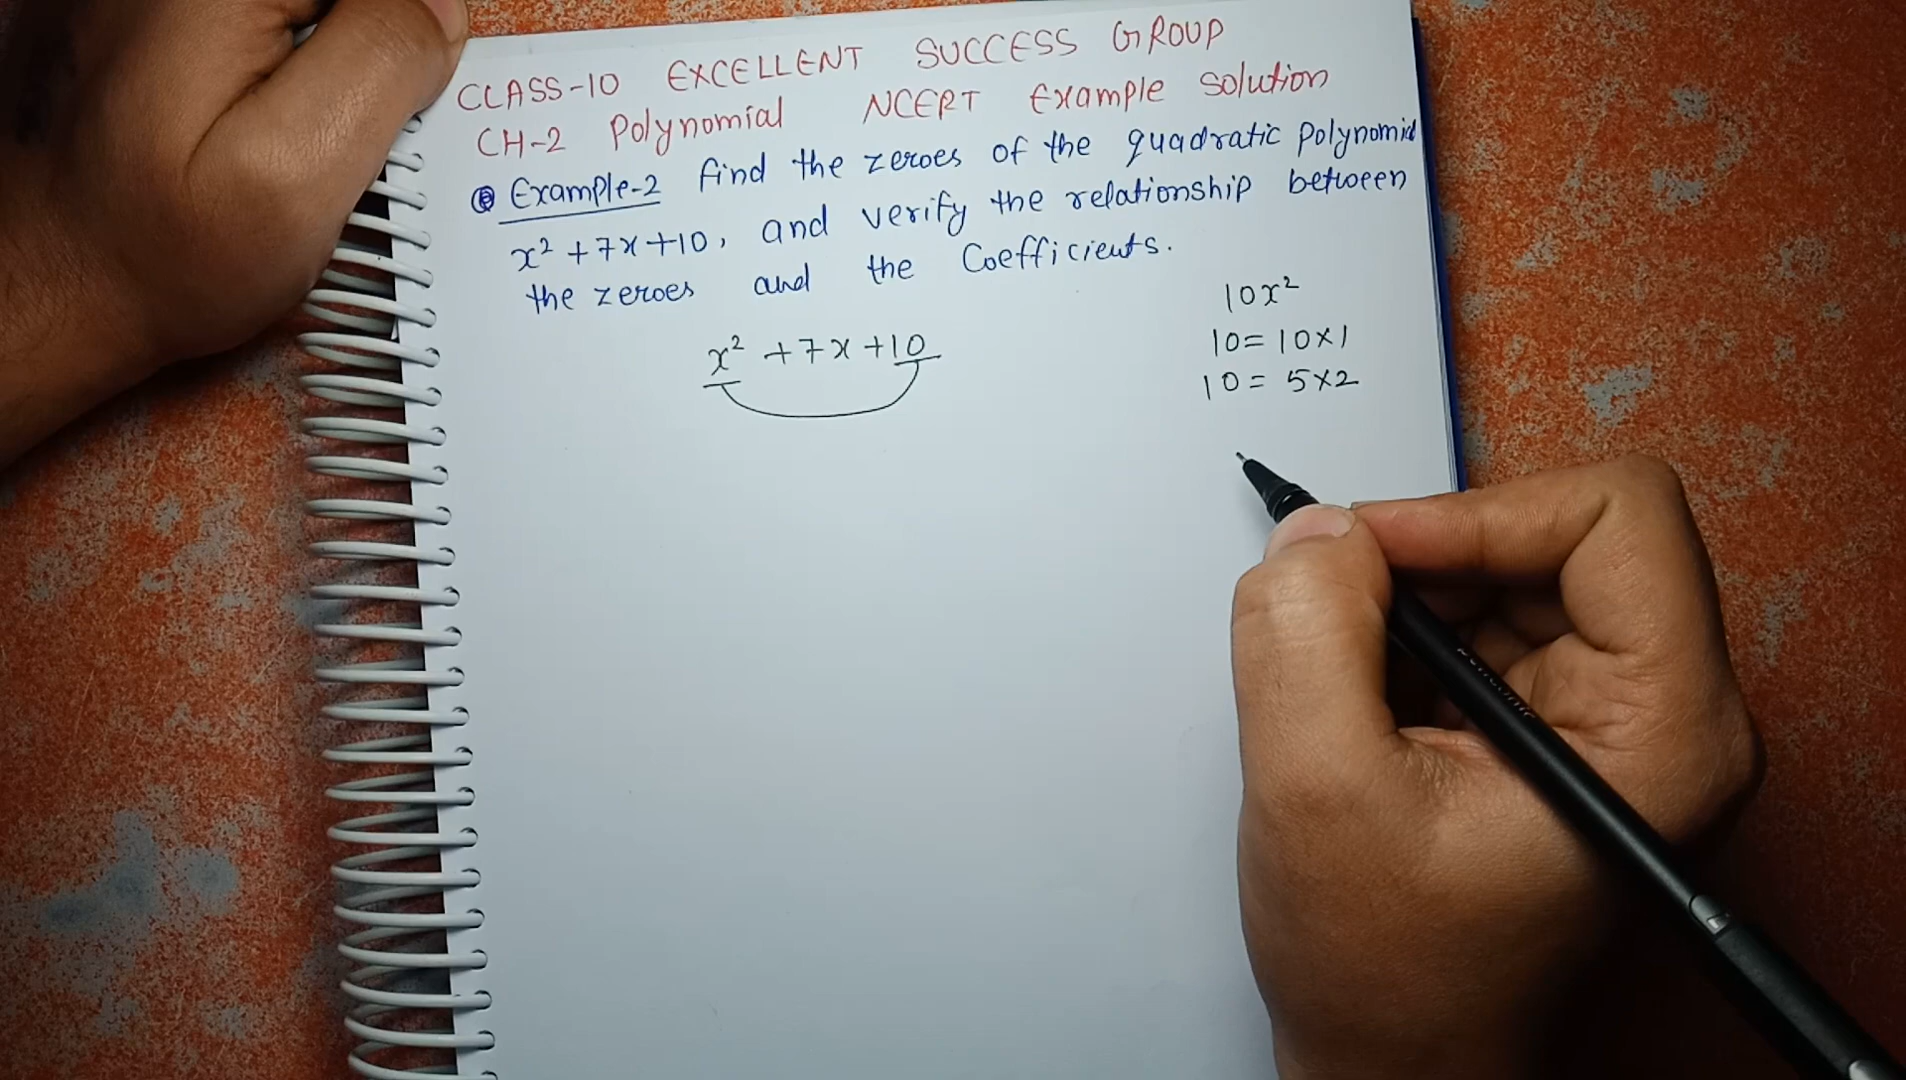 CLASS-10 EXCELLENT SUCCESS GROUP
CH-2 Polynomial NCERT Example Solution
Example-2 find the zeroes of the quadratic polynomial
x² + 7x + 10, and verify the relationship between
the zeroes and the Coefficients.
x² + 7x + 10
10x²
10 = 10×1
10 = 5×2